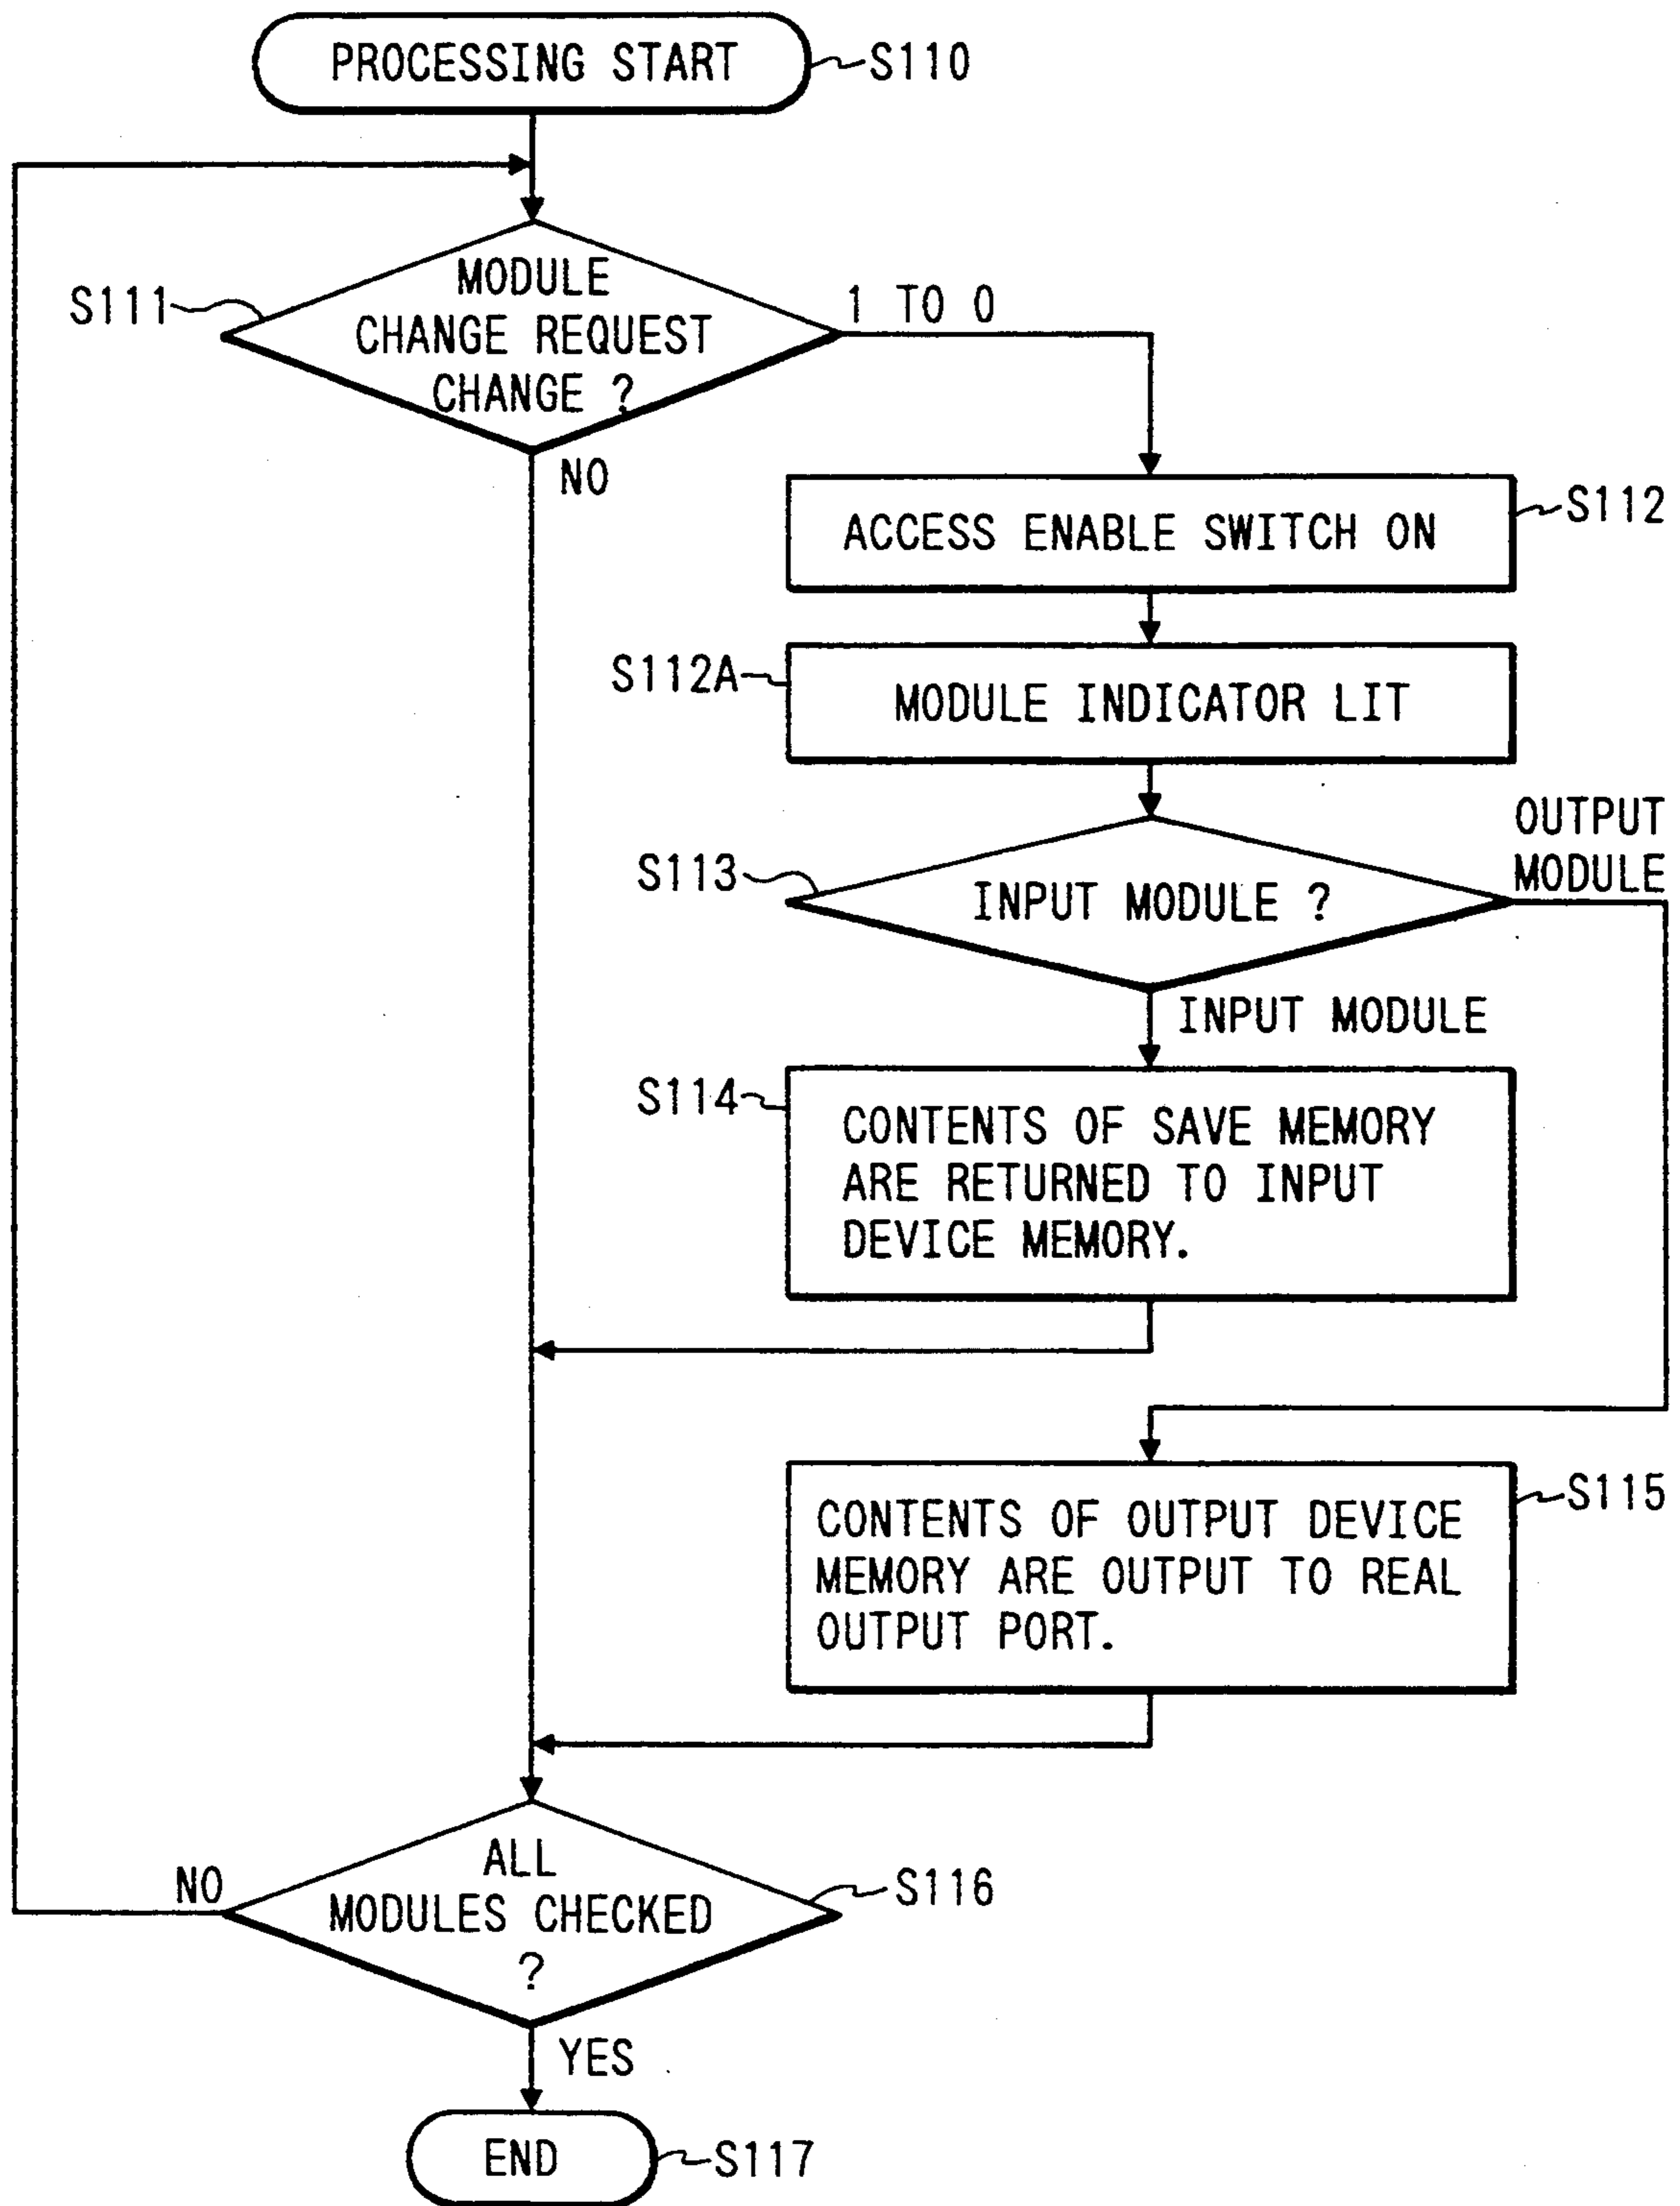 PROCESSING START
S110
S111
MODULE
CHANGE REQUEST
CHANGE ?
1 TO 0
NO
ACCESS ENABLE SWITCH ON
S112
S112A
MODULE INDICATOR LIT
OUTPUT
MODULE
S113
INPUT MODULE ?
INPUT MODULE
S114
CONTENTS OF SAVE MEMORY
ARE RETURNED TO INPUT
DEVICE MEMORY.
S115
CONTENTS OF OUTPUT DEVICE
MEMORY ARE OUTPUT TO REAL
OUTPUT PORT.
NO
ALL
MODULES CHECKED
?
S116
YES
END
S117